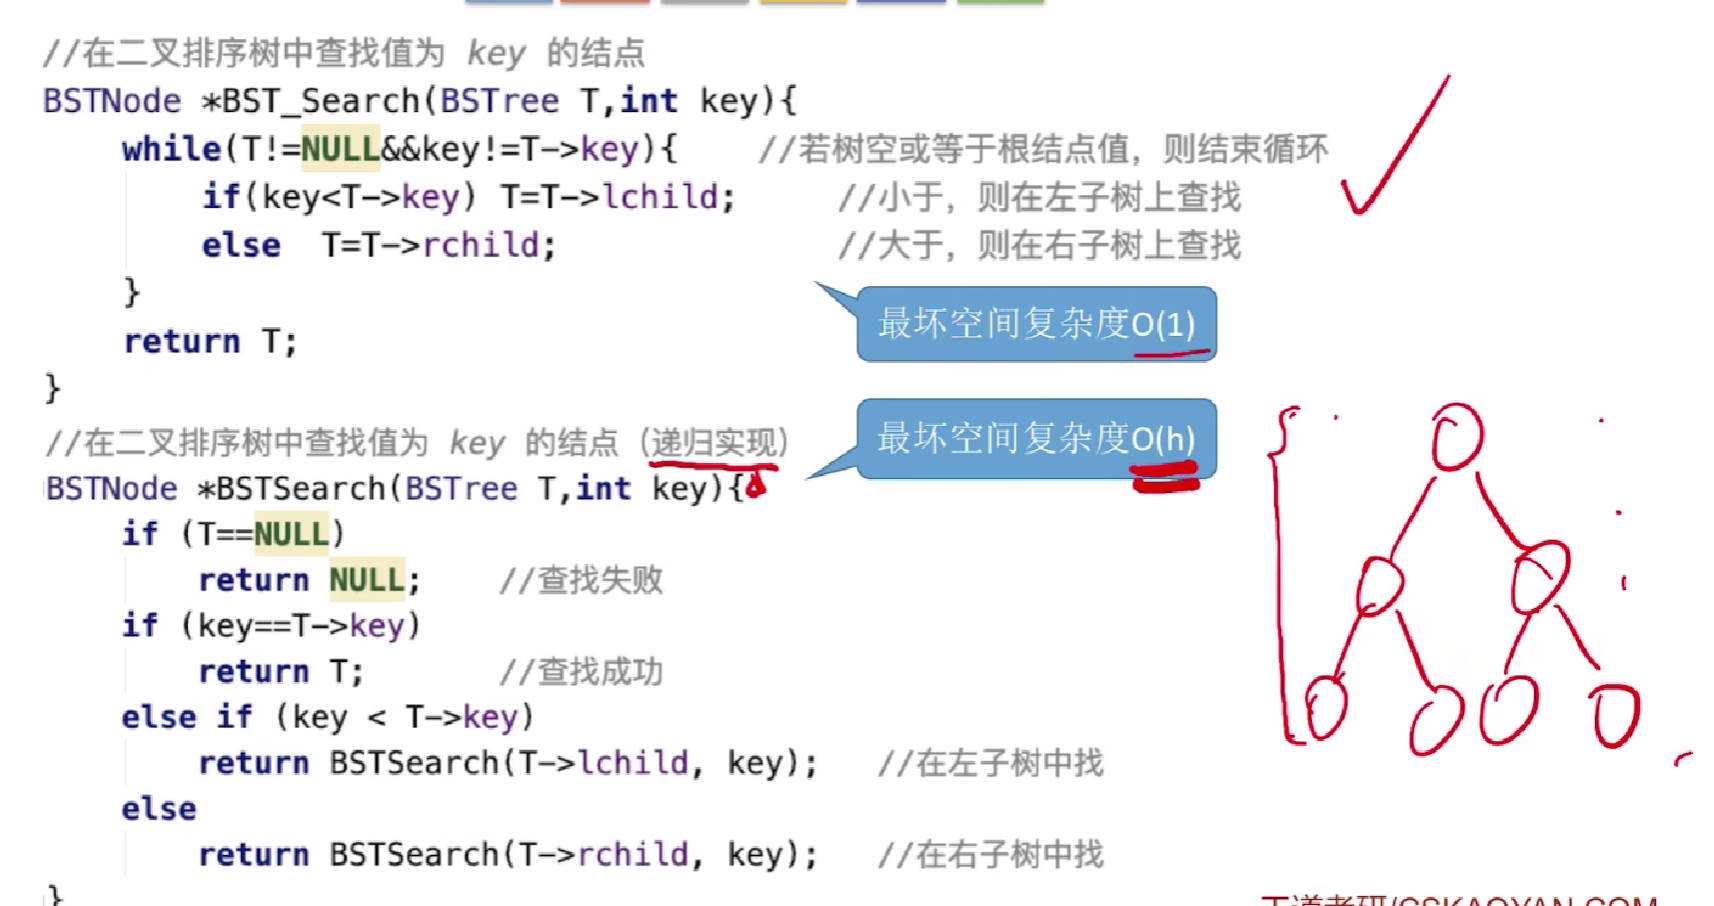 //在二叉排序树中查找值为 key 的结点
BSTNode *BST_Search(BSTree T,int key){
while(T!=NULL&&key!=T->key){ //若树空或等于根结点值，则结束循环
if(key<T->key) T=T->lchild; //小于，则在左子树上查找
else T=T->rchild; //大于，则在右子树上查找
}
最坏空间复杂度O(1)
return T;
}
最坏空间复杂度O(h)
//在二叉排序树中查找值为 key 的结点（递归实现）
BSTNode *BSTSearch(BSTree T,int key){
if (T==NULL)
return NULL; //查找失败
if (key==T->key)
return T; //查找成功
else if (key < T->key)
return BSTSearch(T->lchild, key); //在左子树中找
else
return BSTSearch(T->rchild, key); //在右子树中找
}
王道考研/CSKAOYAN.COM